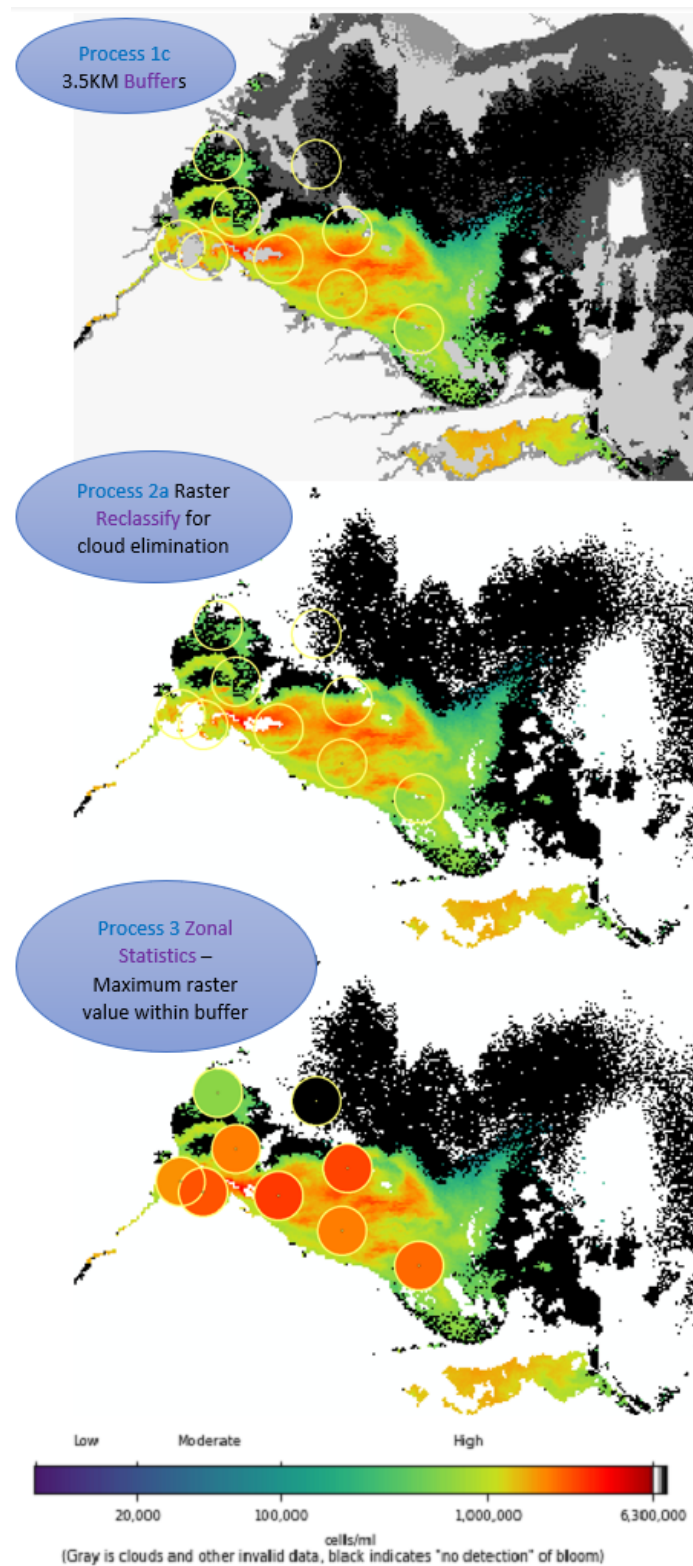 Process 1c
3.5KM Buffers
Process 2a Raster
Reclassify for
cloud elimination
Process 3 Zonal
Statistics –
Maximum raster
value within buffer
Low Moderate High
20,000 100,000 1,000,000 6,300,000
cells/ml
(Gray is clouds and other invalid data, black indicates "no detection" of bloom)